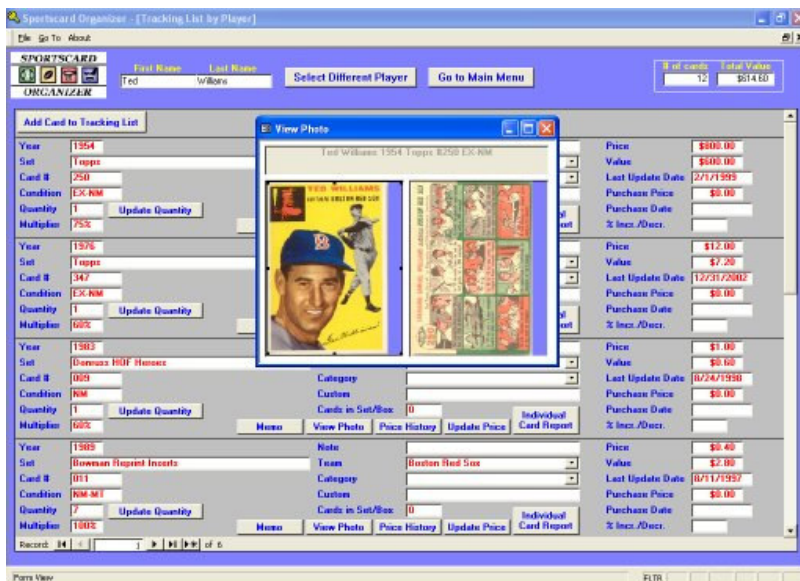 Sportscard Organizer - [Tracking List by Player]
File Go To About
SPORTSCARD
ORGANIZER
First Name Last Name
Ted Williams
Select Different Player
Go to Main Menu
# of cards Total Value
12 $614.60
Add Card to Tracking List
View Photo
Ted Williams 1954 Topps #250 EX-NM
TED WILLIAMS
Year 1954
Set Topps
Card # 250
Condition EX-NM
Quantity 1 Update Quantity
Multiplier 75%
Price $800.00
Value $600.00
Last Update Date 2/1/1999
Purchase Price $0.00
Purchase Date
% Incr./Decr.
Year 1976
Set Topps
Card # 347
Condition EX-NM
Quantity 1 Update Quantity
Multiplier 60%
Price $12.00
Value $7.20
Last Update Date 12/31/2002
Purchase Price $0.00
Purchase Date
% Incr./Decr.
Year 1983
Set Donruss HOF Heroes
Card # 009
Condition NM
Quantity 1 Update Quantity
Multiplier 60%
Category
Custom
Cards in Set/Box 0
Memo View Photo Price History Update Price Individual Card Report
Price $1.00
Value $0.60
Last Update Date 8/24/1998
Purchase Price $0.00
Purchase Date
% Incr./Decr.
Year 1989
Set Bowman Reprint Inserts
Card # 011
Condition NM-MT
Quantity 7 Update Quantity
Multiplier 100%
Note
Team Boston Red Sox
Category
Custom
Cards in Set/Box 0
Memo View Photo Price History Update Price Individual Card Report
Price $0.40
Value $2.80
Last Update Date 8/11/1997
Purchase Price $0.00
Purchase Date
% Incr./Decr.
Record: 1 of 6
Form View FLTR